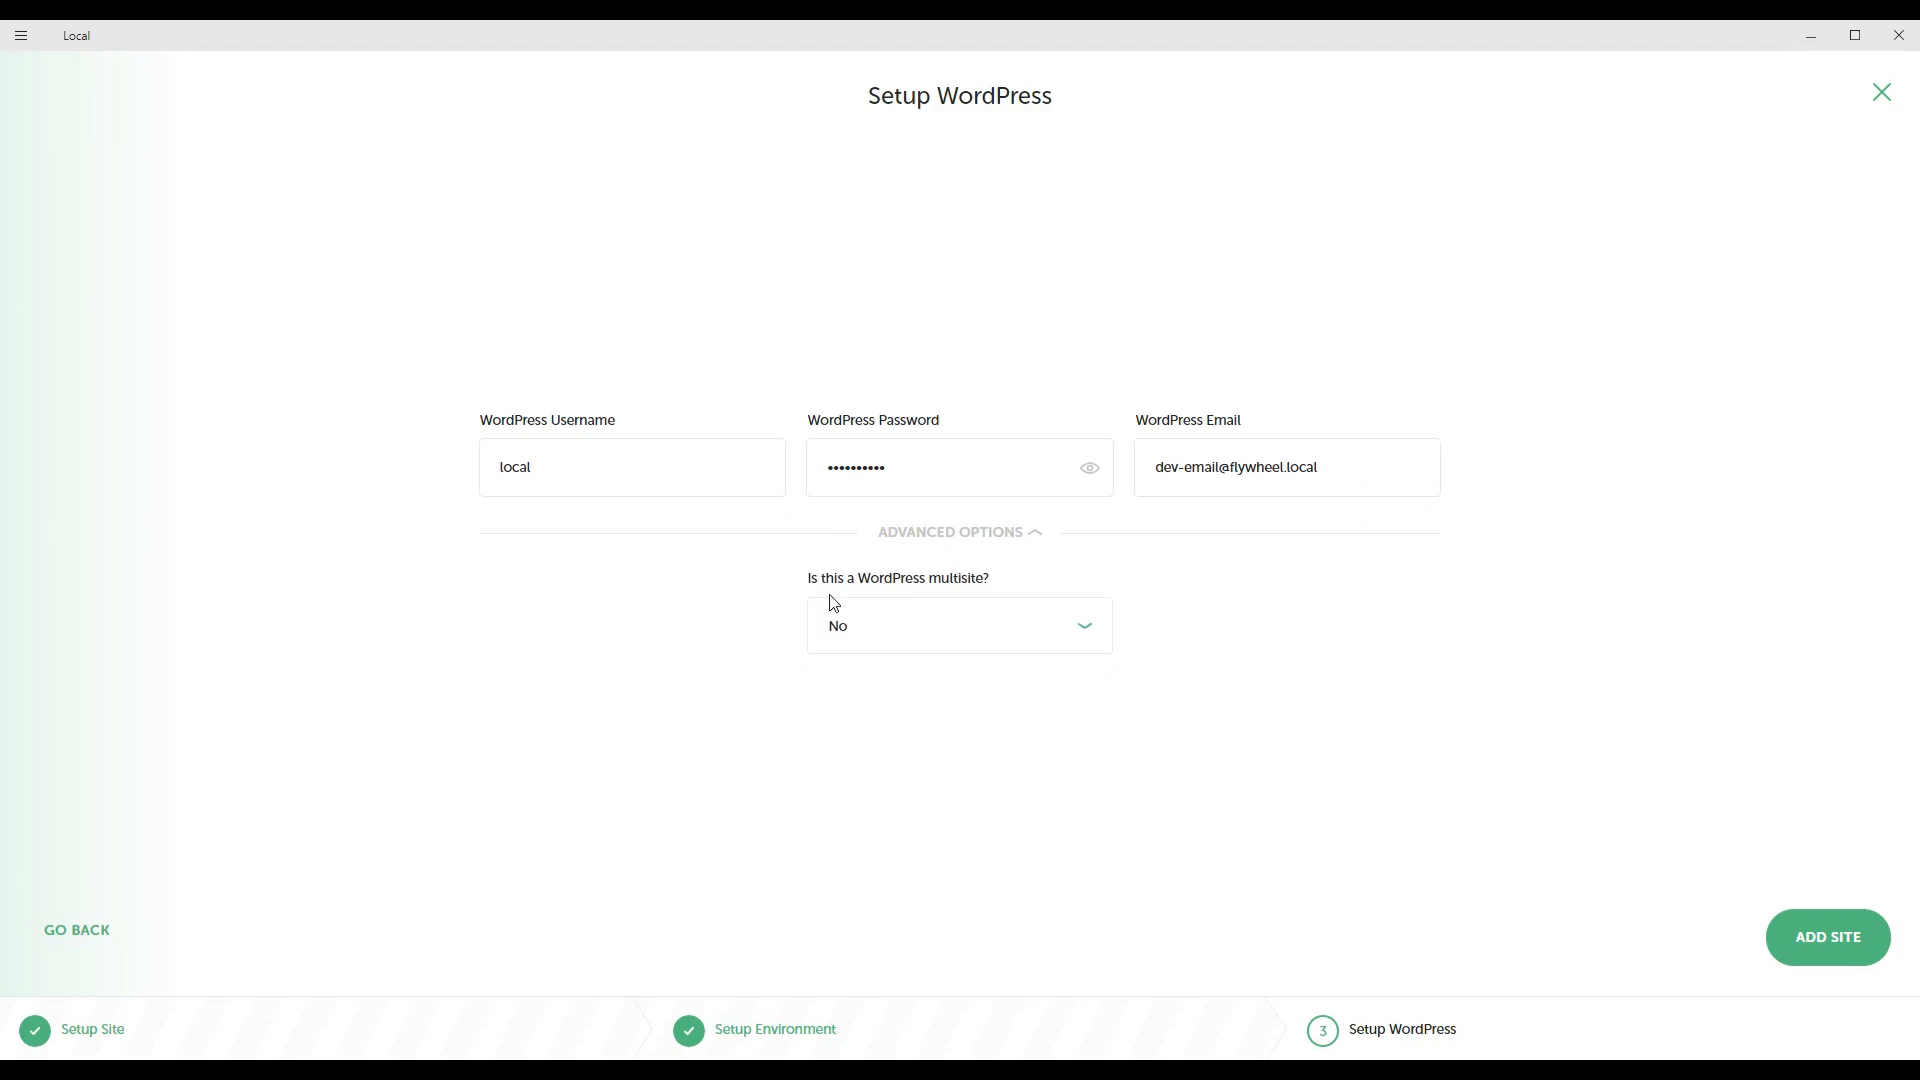 Local
Setup WordPress
WordPress Username
WordPress Password
WordPress Email
local
••••••••••
dev-email@flywheel.local
ADVANCED OPTIONS
Is this a WordPress multisite?
No
GO BACK
ADD SITE
Setup Site
Setup Environment
3 Setup WordPress